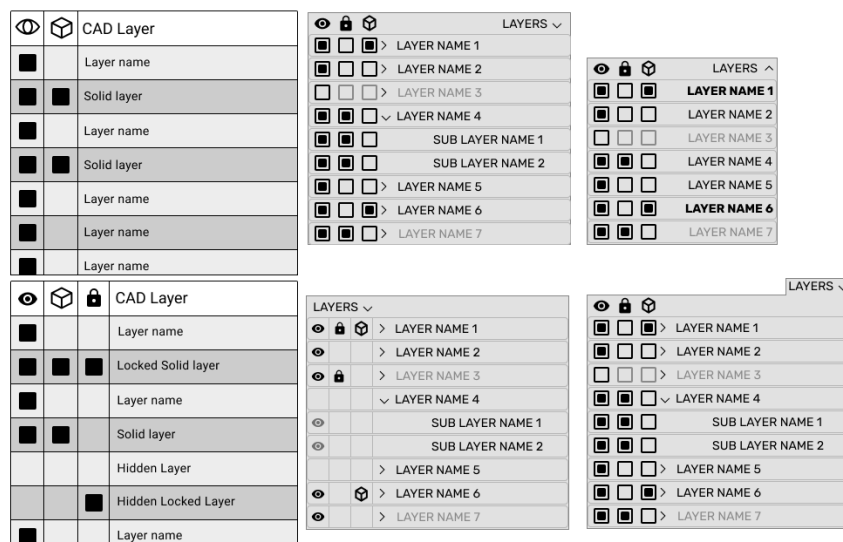 CAD Layer
Layer name
Solid layer
Layer name
Solid layer
Layer name
Layer name
Layer name
LAYERS
LAYER NAME 1
LAYER NAME 2
LAYER NAME 3
LAYER NAME 4
SUB LAYER NAME 1
SUB LAYER NAME 2
LAYER NAME 5
LAYER NAME 6
LAYER NAME 7
LAYERS
LAYER NAME 1
LAYER NAME 2
LAYER NAME 3
LAYER NAME 4
LAYER NAME 5
LAYER NAME 6
LAYER NAME 7
CAD Layer
Layer name
Locked Solid layer
Layer name
Solid layer
Hidden Layer
Hidden Locked Layer
Layer name
LAYERS
LAYER NAME 1
LAYER NAME 2
LAYER NAME 3
LAYER NAME 4
SUB LAYER NAME 1
SUB LAYER NAME 2
LAYER NAME 5
LAYER NAME 6
LAYER NAME 7
LAYERS
LAYER NAME 1
LAYER NAME 2
LAYER NAME 3
LAYER NAME 4
SUB LAYER NAME 1
SUB LAYER NAME 2
LAYER NAME 5
LAYER NAME 6
LAYER NAME 7